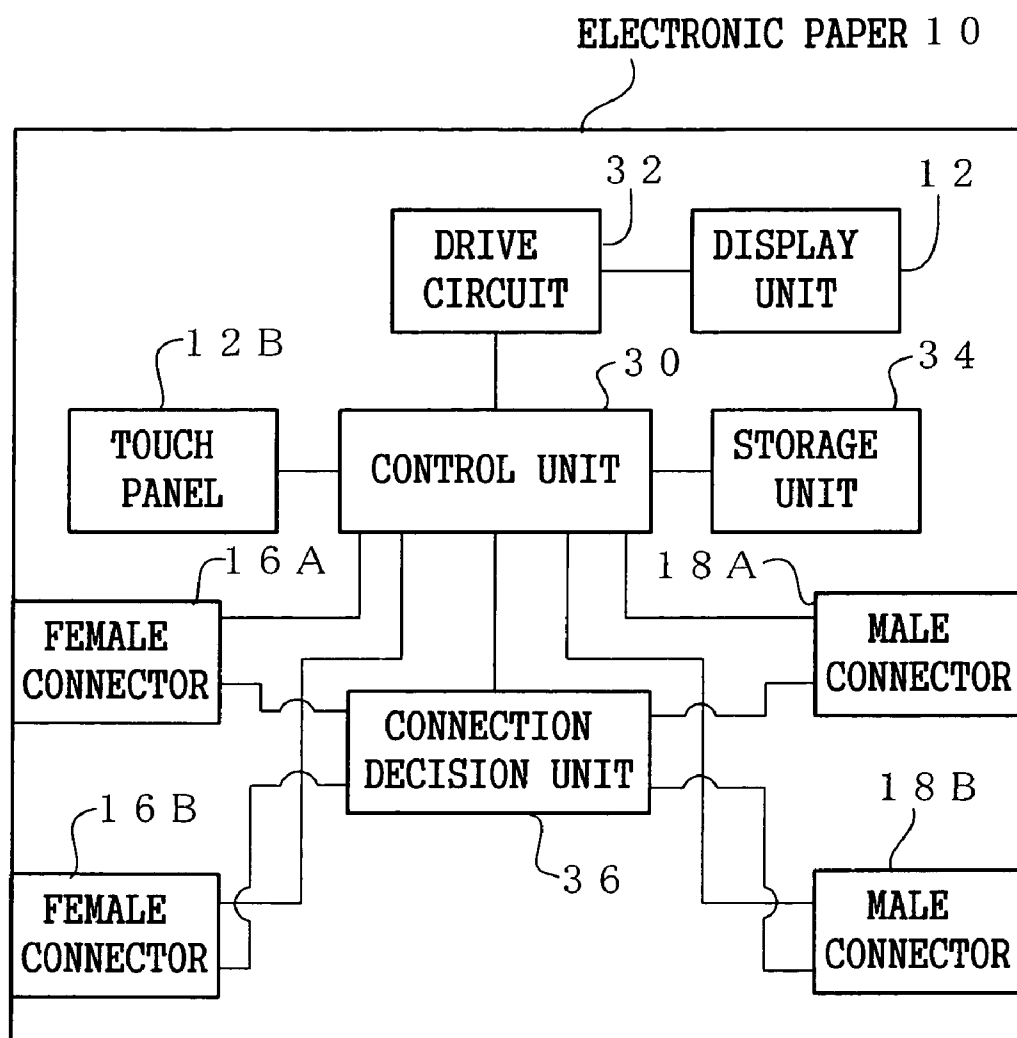 ELECTRONIC PAPER 10
32
12
DRIVE
CIRCUIT
DISPLAY
UNIT
12B
30
34
TOUCH
PANEL
CONTROL UNIT
STORAGE
UNIT
16A
18A
FEMALE
CONNECTOR
MALE
CONNECTOR
CONNECTION
DECISION UNIT
16B
18B
36
FEMALE
CONNECTOR
MALE
CONNECTOR